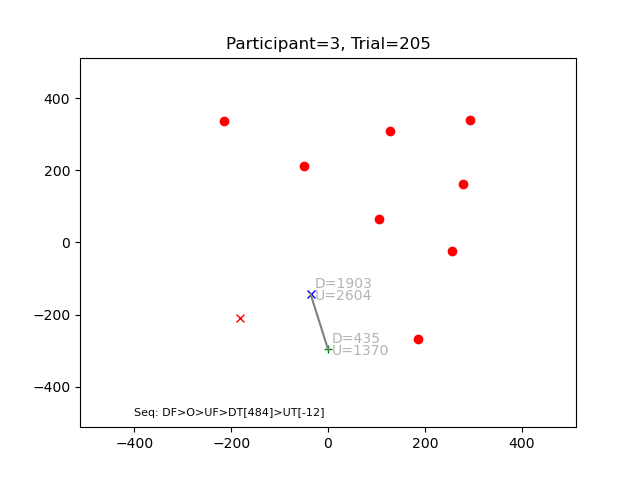 Participant=3, Trial=205
400
200
0
−200
−400
D=1903
U=2604
D=435
U=1370
Seq: DF>O>UF>DT[484]>UT[-12]
−400
−200
0
200
400